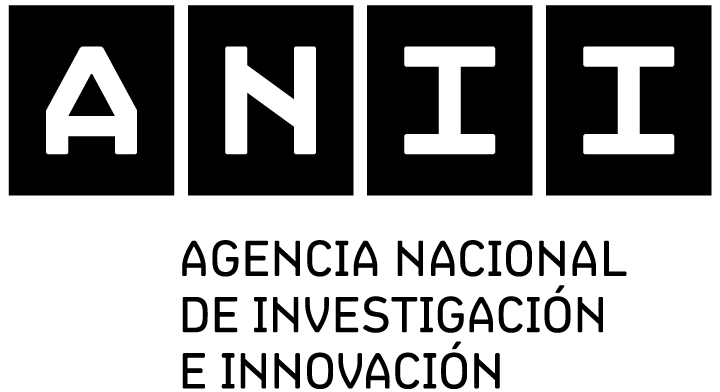 ANII
AGENCIA NACIONAL
DE INVESTIGACIÓN
E INNOVACIÓN